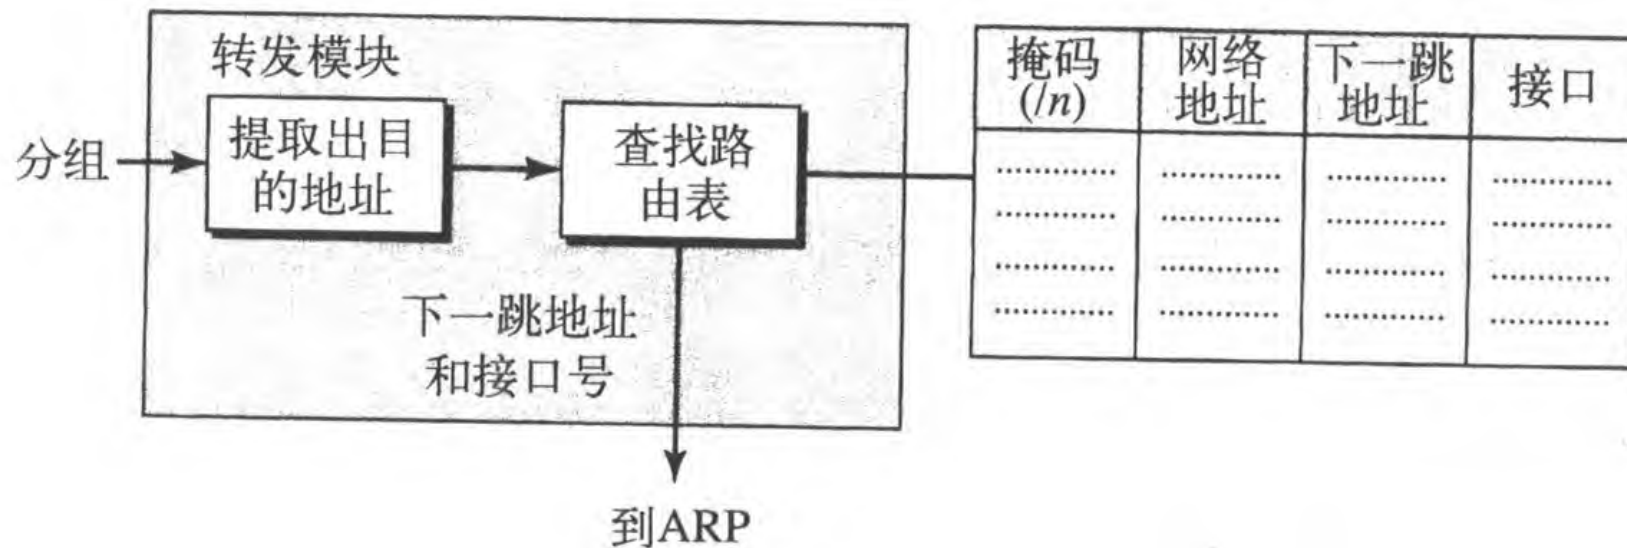 转发模块
分组
提取出目
的地址
查找路
由表
下一跳地址
和接口号
到ARP
掩码
(/n)
网络
地址
下一跳
地址
接口